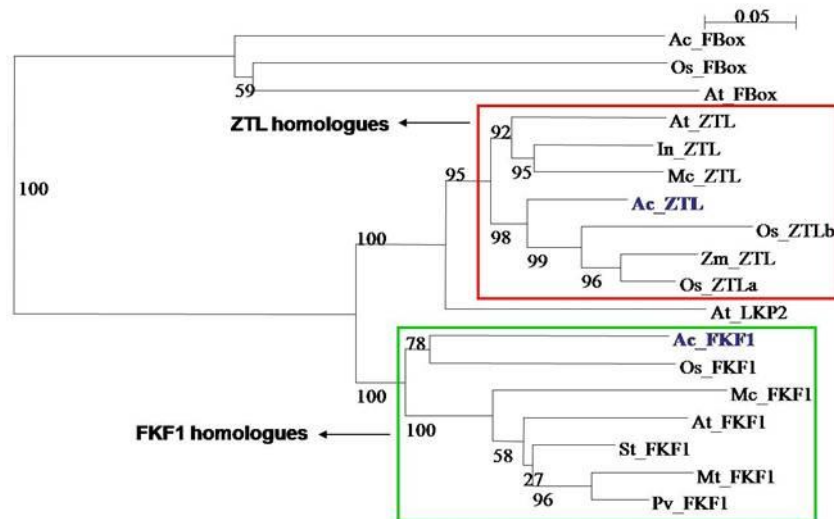 0.05
Ac_FBox
Os_FBox
59
At_FBox
ZTL homologues
At_ZTL
92
In_ZTL
95
Mc_ZTL
95
100
Ac_ZTL
98
Os_ZTLb
99
Zm_ZTL
96
Os_ZTLa
100
At_LKP2
Ac_FKF1
78
Os_FKF1
100
Mc_FKF1
100
At_FKF1
FKF1 homologues
58
St_FKF1
27
Mt_FKF1
96
Pv_FKF1